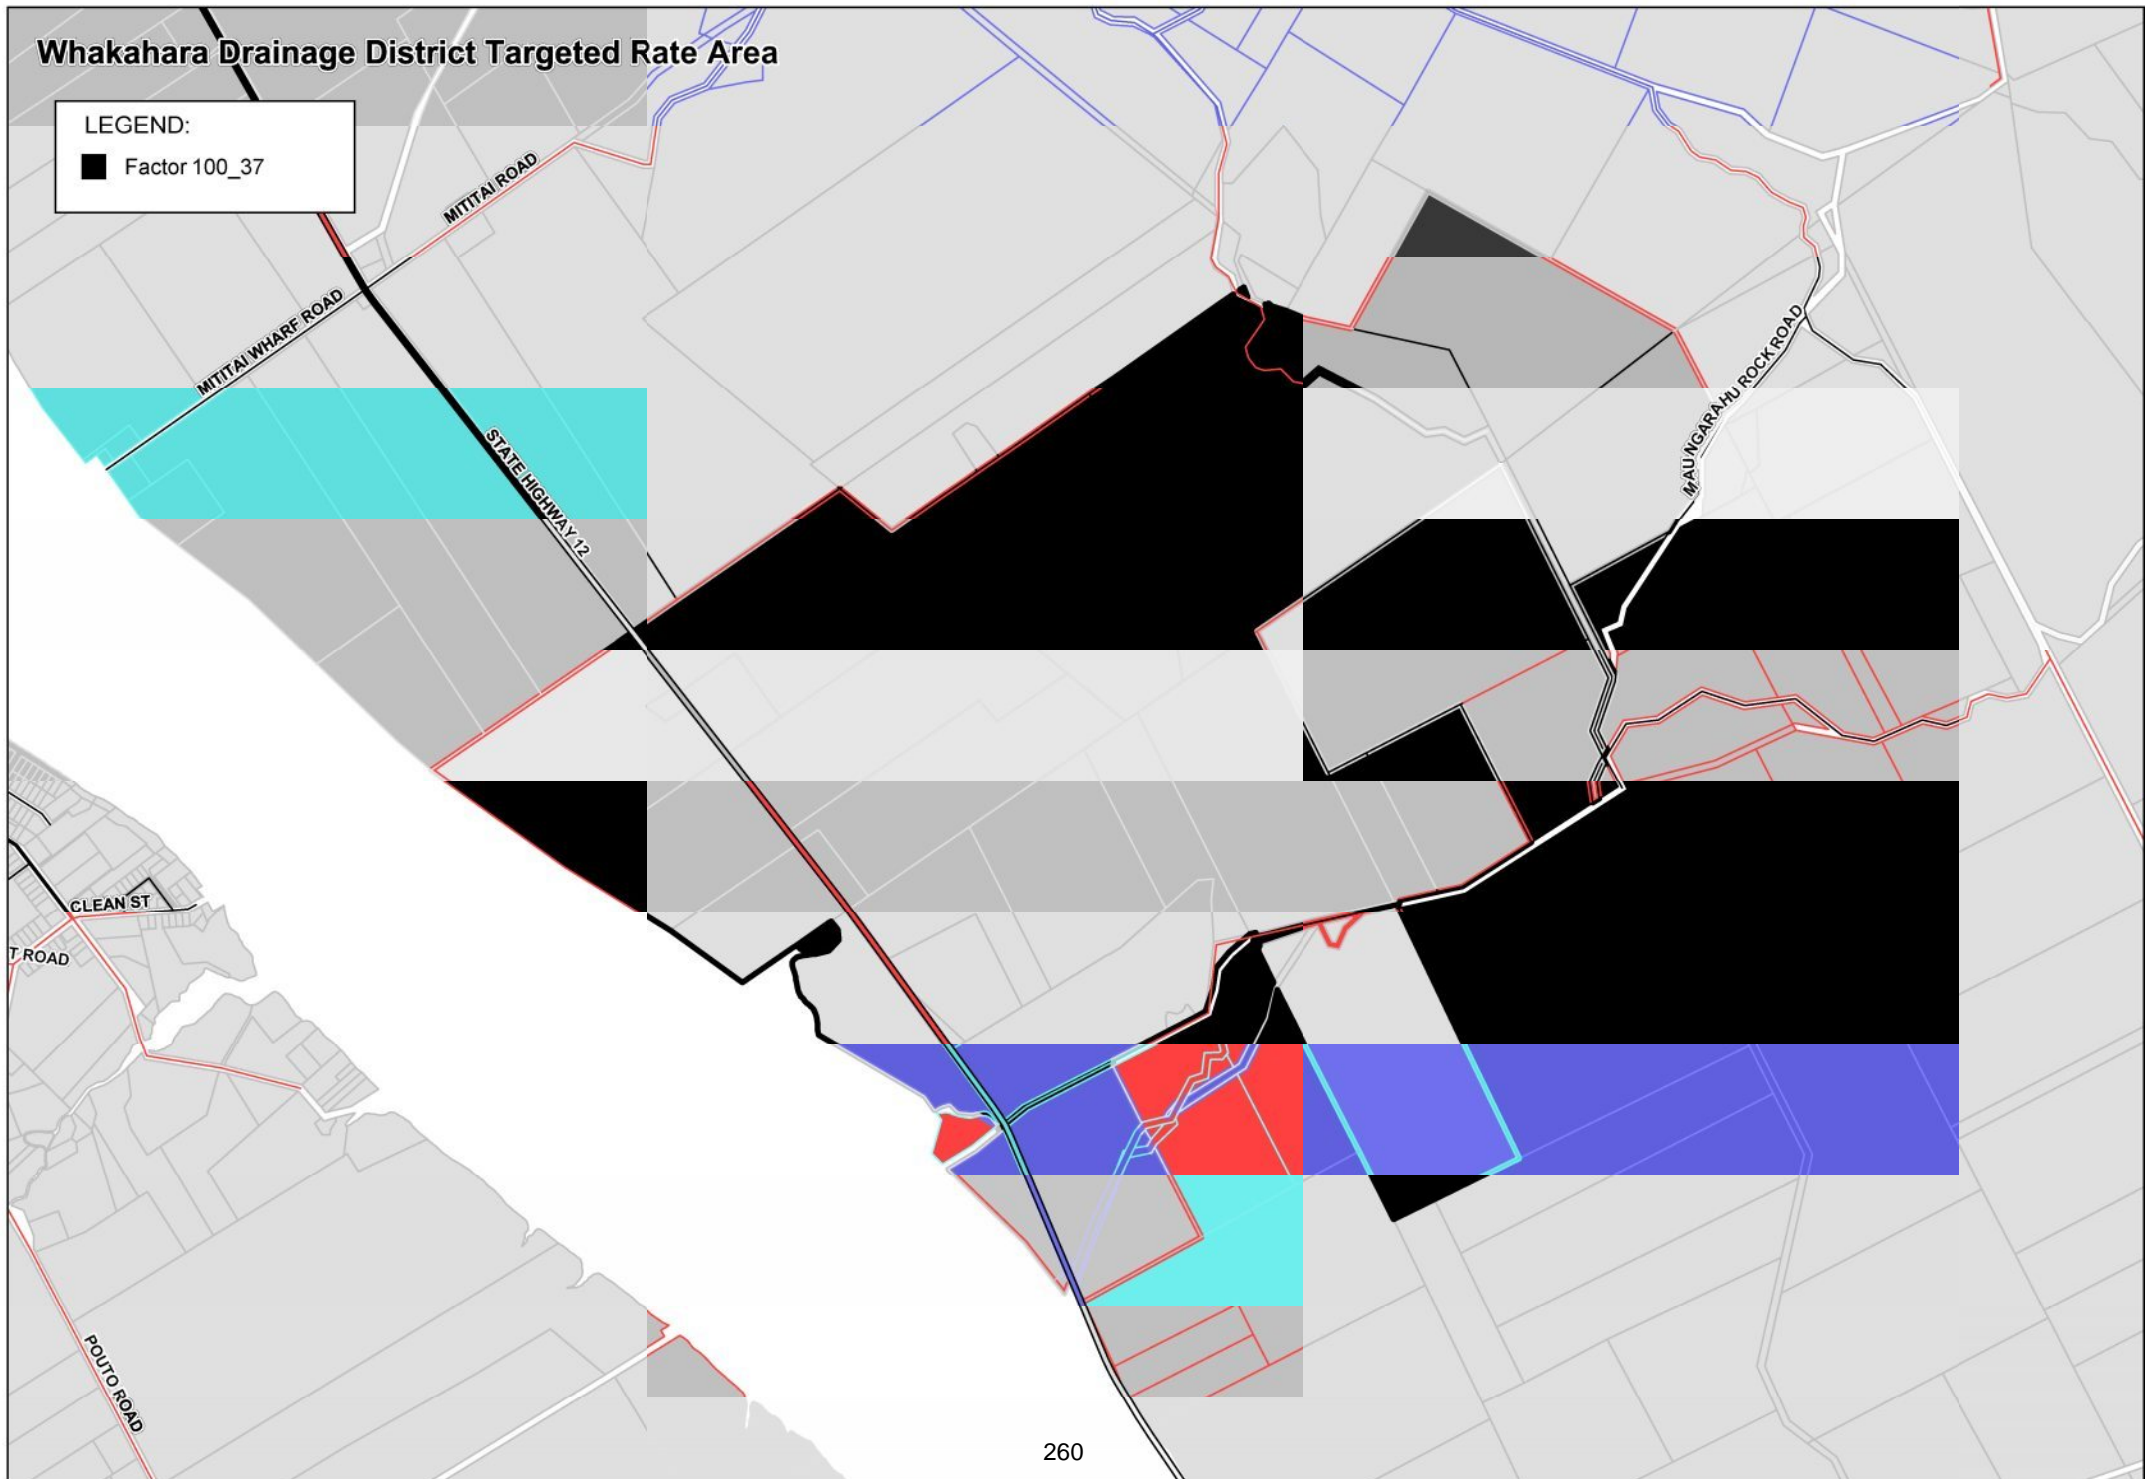 Whakahara Drainage District Targeted Rate Area
LEGEND:
Factor 100_37
MITITAI ROAD
MITITAI WHARF ROAD
STATE HIGHWAY 12
MAUNGARAHU ROCK ROAD
CLEAN ST
T ROAD
POUTO ROAD
260